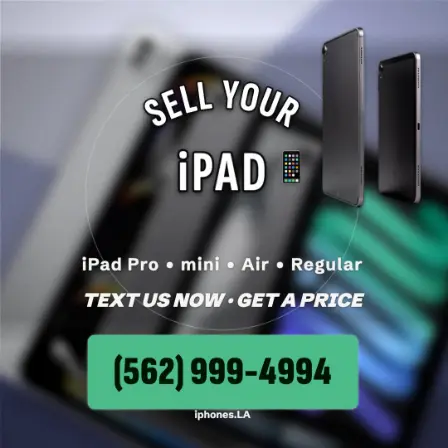 SELL YOUR
iPAD
iPad Pro • mini • Air • Regular
TEXT US NOW • GET A PRICE
(562) 999-4994
iphones.LA